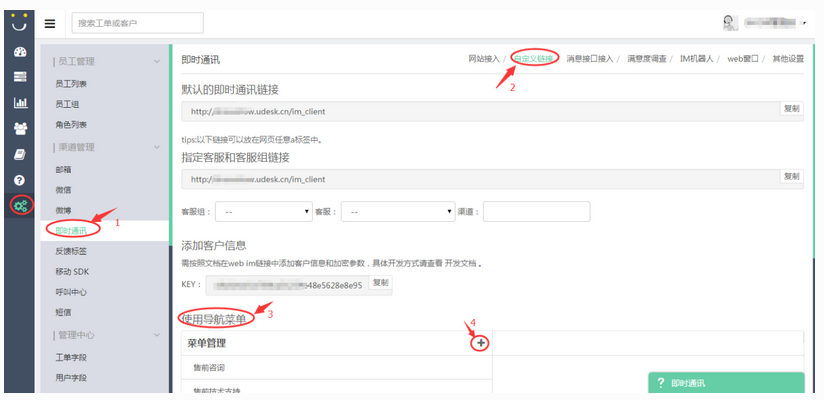 搜索工单或客户
员工管理
员工列表
员工组
角色列表
渠道管理
邮箱
微信
微博
即时通讯
1
反馈标签
移动 SDK
呼叫中心
短信
管理中心
工单字段
用户字段
即时通讯
网站接入 / 自定义链接 / 消息接口接入 / 满意度调查 / IM机器人 / web窗口 / 其他设置
2
默认的即时通讯链接
http:/ w.udesk.cn/im_client 复制
tips:以下链接可以放在网页任意a标签中。
指定客服和客服组链接
http:/ w.udesk.cn/im_client 复制
客服组： -- 客服： -- 渠道：
添加客户信息
需按照文档在web im链接中添加客户信息和加密参数，具体开发方式请查看 开发文档 。
KEY： 48e5628e8e95 复制
使用导航菜单
3
4
菜单管理 +
售前咨询
售前技术支持
? 即时通讯